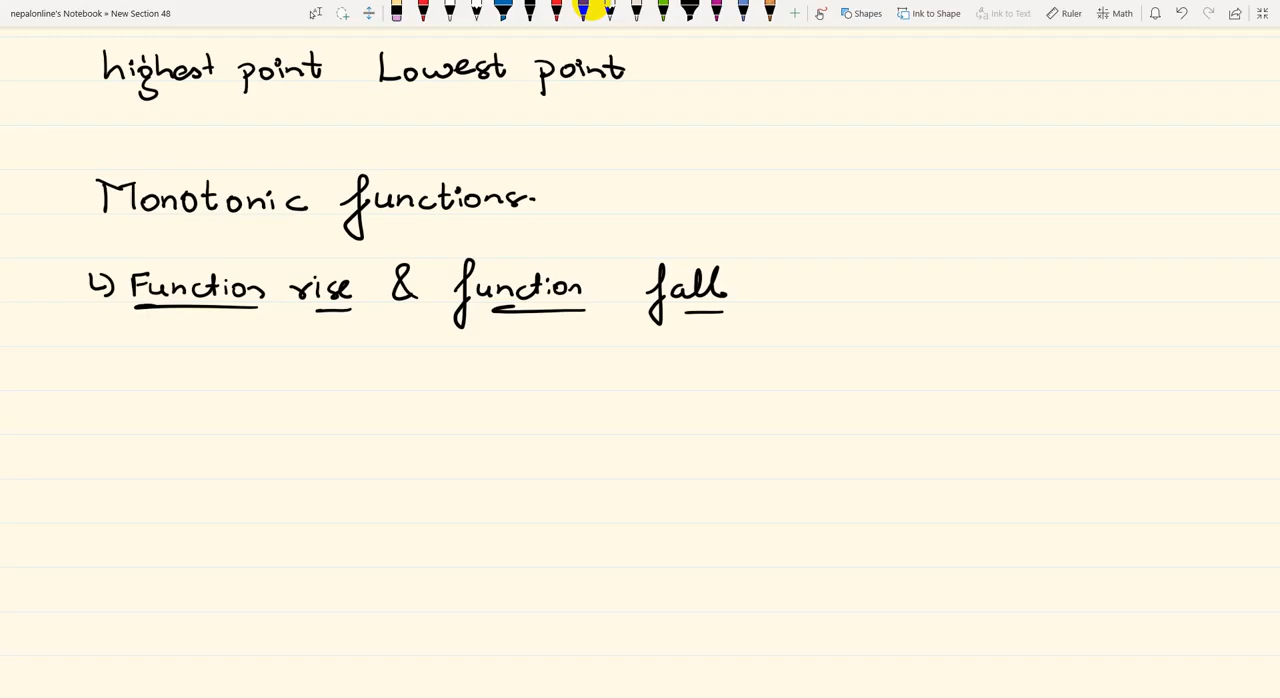 nepalonline's Notebook » New Section 48 Shapes Ink to Shape Ink to Text Ruler Math
highest point Lowest point
Monotonic functions.
↳ Function rise & function fall